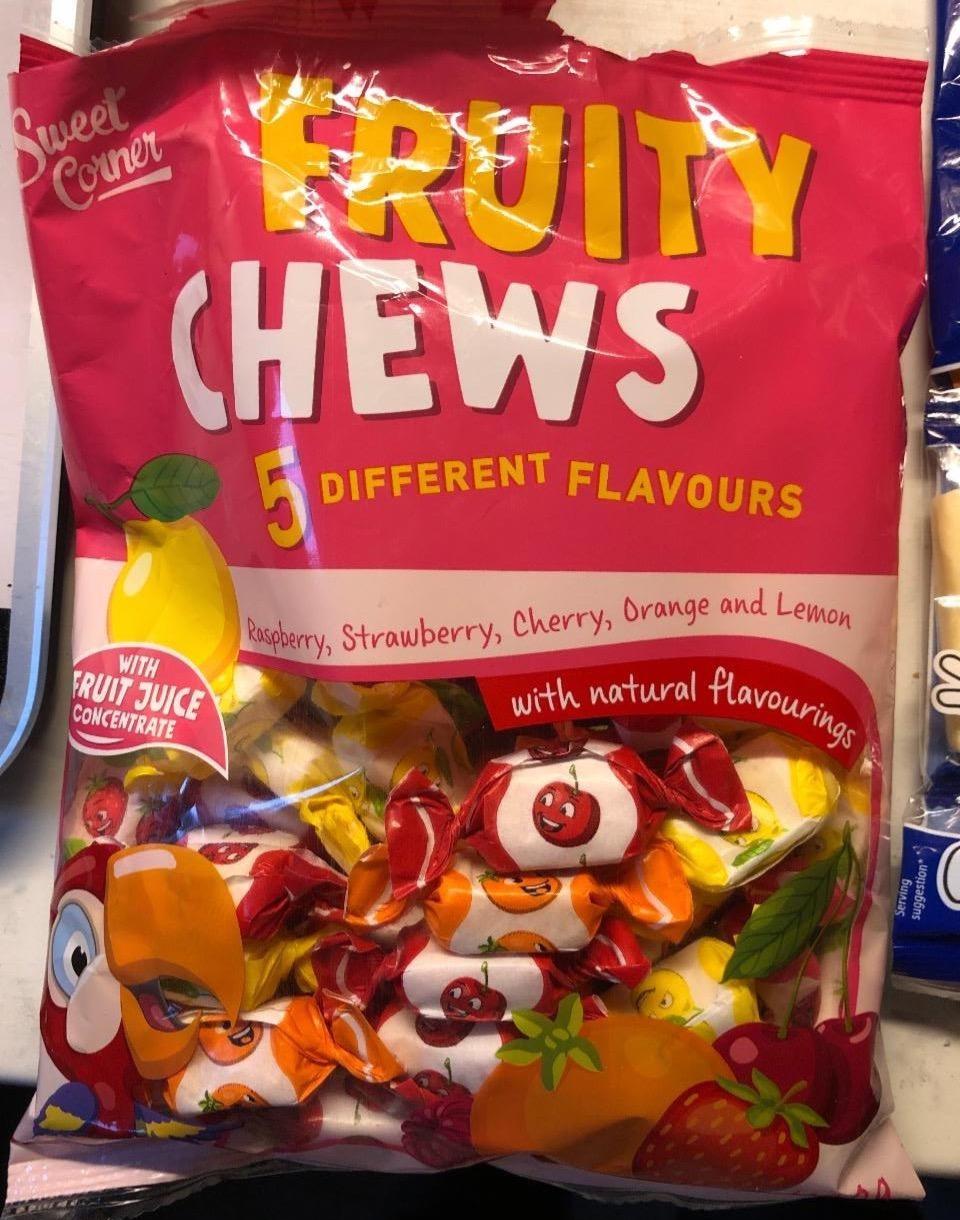 Sweet
Corner
FRUITY
CHEWS
5 DIFFERENT FLAVOURS
Raspberry, Strawberry, Cherry, Orange and Lemon
WITH
FRUIT JUICE
CONCENTRATE
with natural flavourings
Serving
suggestion*